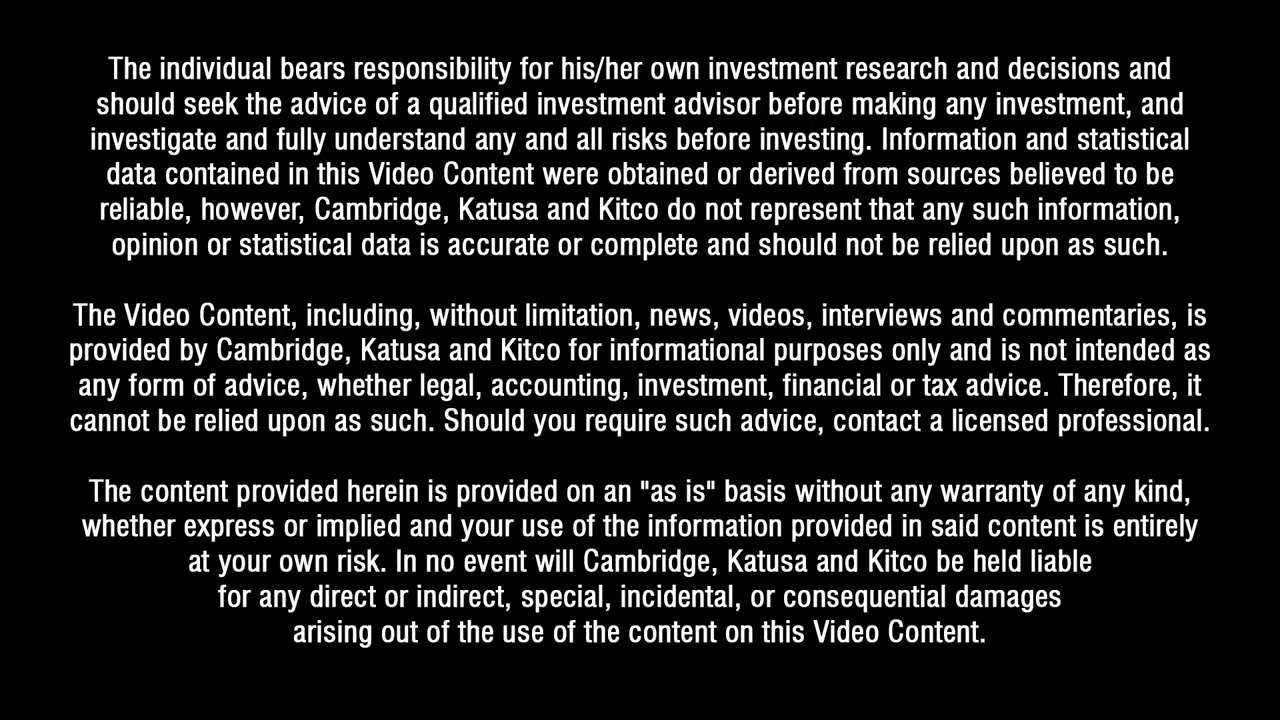 The individual bears responsibility for his/her own investment research and decisions and
should seek the advice of a qualified investment advisor before making any investment, and
investigate and fully understand any and all risks before investing. Information and statistical
data contained in this Video Content were obtained or derived from sources believed to be
reliable, however, Cambridge, Katusa and Kitco do not represent that any such information,
opinion or statistical data is accurate or complete and should not be relied upon as such.
The Video Content, including, without limitation, news, videos, interviews and commentaries, is
provided by Cambridge, Katusa and Kitco for informational purposes only and is not intended as
any form of advice, whether legal, accounting, investment, financial or tax advice. Therefore, it
cannot be relied upon as such. Should you require such advice, contact a licensed professional.
The content provided herein is provided on an "as is" basis without any warranty of any kind,
whether express or implied and your use of the information provided in said content is entirely
at your own risk. In no event will Cambridge, Katusa and Kitco be held liable
for any direct or indirect, special, incidental, or consequential damages
arising out of the use of the content on this Video Content.